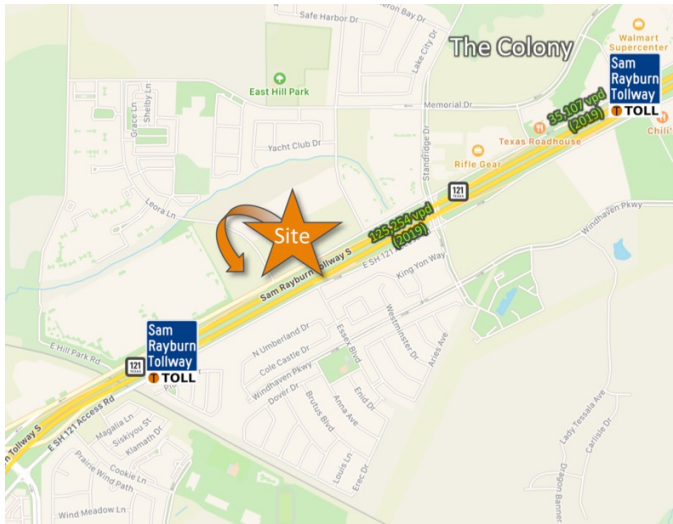 Safe Harbor Dr
Lake City Dr
The Colony
Walmart
Supercenter
Sam
Rayburn
Tollway
T TOLL
East Hill Park
Grace Ln
Shelby Ln
Memorial Dr
35,107 vpd
(2019)
Texas Roadhouse
Chili's
Yacht Club Dr
Standridge Dr
Rifle Gear
121
TEXAS
Leora Ln
Site
125,254 vpd
(2019)
Windhaven Pkwy
Sam Rayburn Tollway S
E SH 121 Access Rd
King Yon Way
Sam
Rayburn
Tollway
T TOLL
121
E Hill Park Rd
N Umberland Dr
Cole Castle Dr
Windhaven Pkwy
Dover Dr
Essex Blvd
Westminster Dr
Aries Ave
Enid Dr
Anna Ave
Brutus Blvd
Louis Ln
Erec Dr
E SH 121 Access Rd
Tollway S
Magalia Ln
Siskiyou St
Klamath Dr
Prairie Wind Path
Cookie Ln
Wind Meadow Ln
Lady Tessala Ave
Carlisle Dr
Dragon Banner